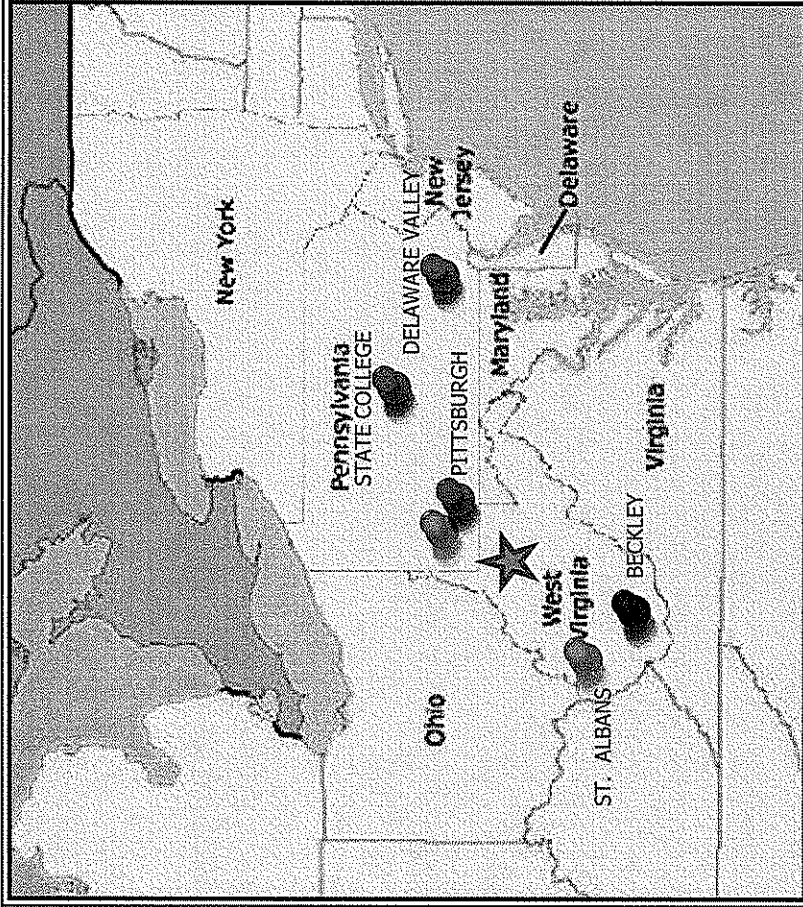 New York
Pennsylvania
STATE COLLEGE
DELAWARE VALLEY
New
Jersey
Ohio
PITTSBURGH
Maryland
Delaware
West
Virginia
ST. ALBANS
BECKLEY
Virginia